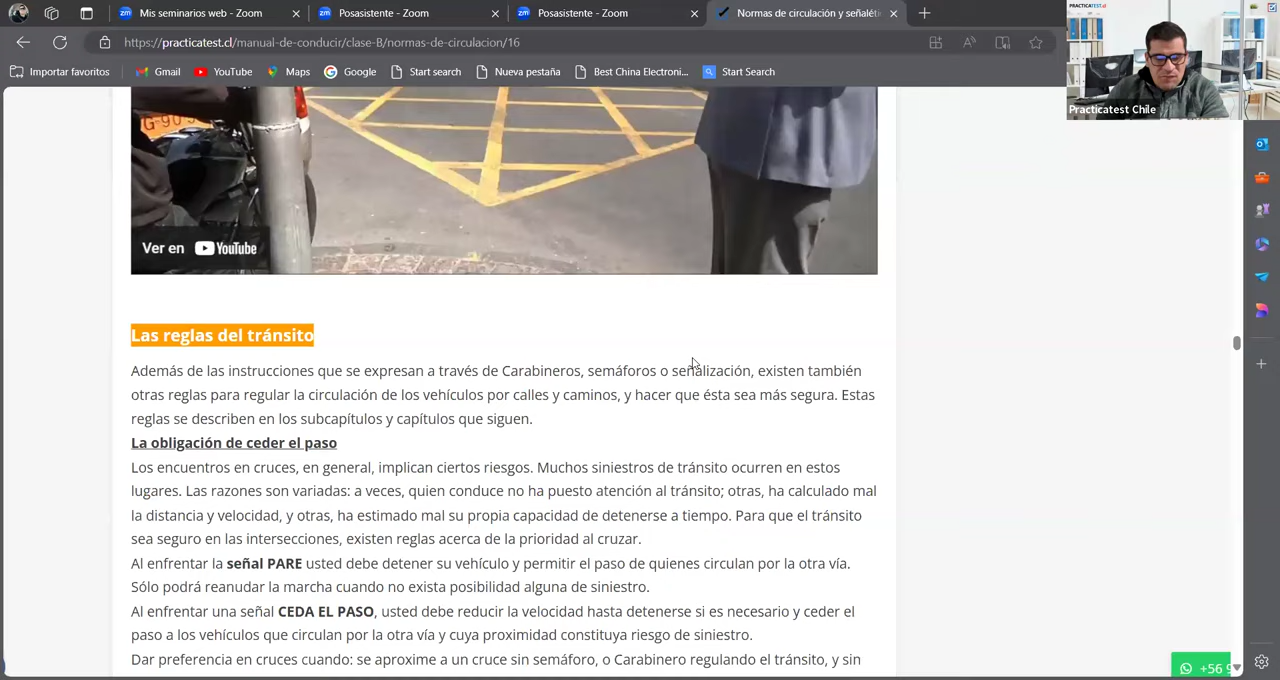 Mis seminarios web - Zoom
Posasistente - Zoom
Posasistente - Zoom
Normas de circulación y señaléti
https://practicatest.cl/manual-de-conducir/clase-B/normas-de-circulacion/16
Importar favoritos
Gmail
YouTube
Maps
Google
Start search
Nueva pestaña
Best China Electroni...
Start Search
PRACTICATEST.cl
Practicatest Chile
Ver en YouTube
Las reglas del tránsito
Además de las instrucciones que se expresan a través de Carabineros, semáforos o señalización, existen también
otras reglas para regular la circulación de los vehículos por calles y caminos, y hacer que ésta sea más segura. Estas
reglas se describen en los subcapítulos y capítulos que siguen.
La obligación de ceder el paso
Los encuentros en cruces, en general, implican ciertos riesgos. Muchos siniestros de tránsito ocurren en estos
lugares. Las razones son variadas: a veces, quien conduce no ha puesto atención al tránsito; otras, ha calculado mal
la distancia y velocidad, y otras, ha estimado mal su propia capacidad de detenerse a tiempo. Para que el tránsito
sea seguro en las intersecciones, existen reglas acerca de la prioridad al cruzar.
Al enfrentar la señal PARE usted debe detener su vehículo y permitir el paso de quienes circulan por la otra vía.
Sólo podrá reanudar la marcha cuando no exista posibilidad alguna de siniestro.
Al enfrentar una señal CEDA EL PASO, usted debe reducir la velocidad hasta detenerse si es necesario y ceder el
paso a los vehículos que circulan por la otra vía y cuya proximidad constituya riesgo de siniestro.
Dar preferencia en cruces cuando: se aproxime a un cruce sin semáforo, o Carabinero regulando el tránsito, y sin
+56 9